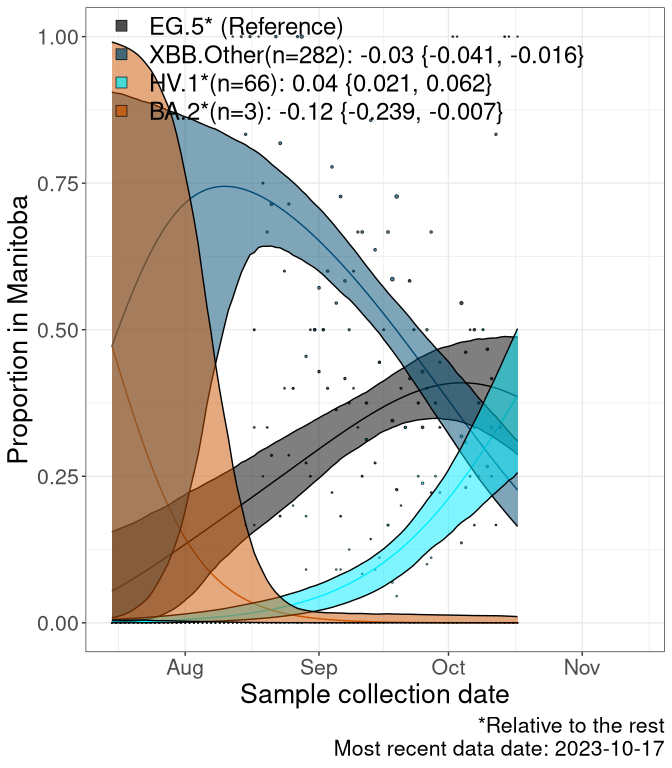 EG.5* (Reference)
XBB.Other(n=282): -0.03 {-0.041, -0.016}
HV.1*(n=66): 0.04 {0.021, 0.062}
BA.2*(n=3): -0.12 {-0.239, -0.007}
Proportion in Manitoba
1.00
0.75
0.50
0.25
0.00
Aug Sep Oct Nov
Sample collection date
*Relative to the rest
Most recent data date: 2023-10-17